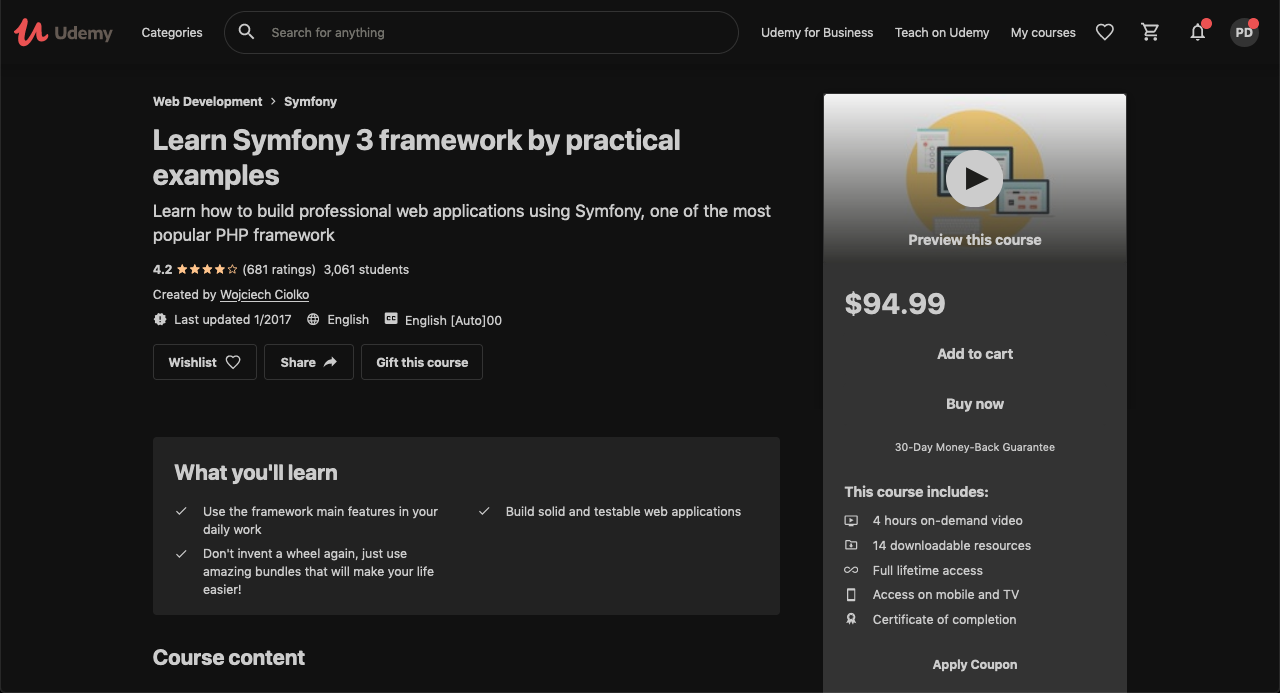 Udemy
Categories
Search for anything
Udemy for Business
Teach on Udemy
My courses
PD
Web Development > Symfony
Learn Symfony 3 framework by practical
examples
Learn how to build professional web applications using Symfony, one of the most
popular PHP framework
4.2 (681 ratings) 3,061 students
Created by Wojciech Ciolko
Last updated 1/2017 English CC English [Auto]00
Wishlist
Share
Gift this course
What you'll learn
Use the framework main features in your
daily work
Don't invent a wheel again, just use
amazing bundles that will make your life
easier!
Build solid and testable web applications
Course content
Preview this course
$94.99
Add to cart
Buy now
30-Day Money-Back Guarantee
This course includes:
4 hours on-demand video
14 downloadable resources
Full lifetime access
Access on mobile and TV
Certificate of completion
Apply Coupon